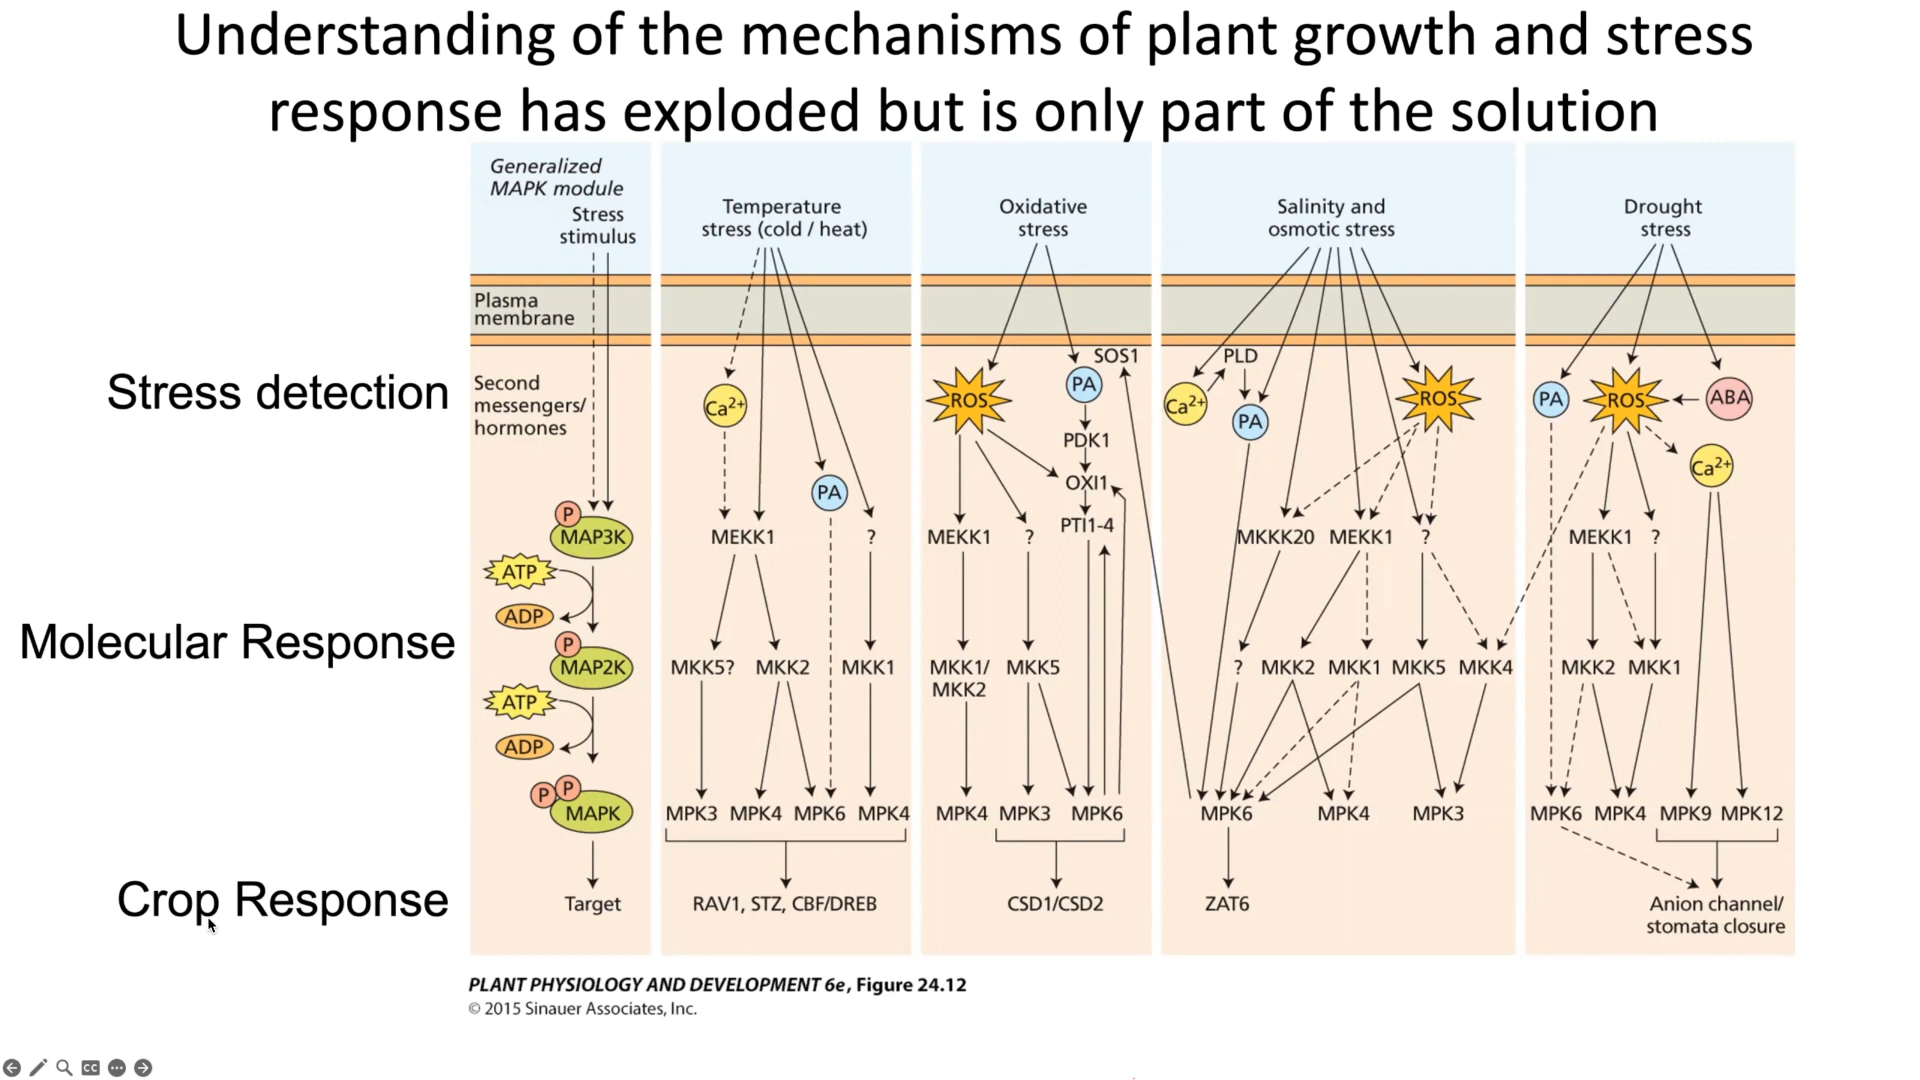 Understanding of the mechanisms of plant growth and stress
response has exploded but is only part of the solution
Generalized
MAPK module
Stress
stimulus
Temperature
stress (cold / heat)
Oxidative
stress
Salinity and
osmotic stress
Drought
stress
Plasma
membrane
Stress detection
Second
messengers/
hormones
Ca2+
PA
ROS
SOS1
PA
PDK1
OXI1
PTI1-4
Ca2+
PLD
PA
ROS
PA
ROS
ABA
Ca2+
P
MAP3K
MEKK1
?
MEKK1
?
MKKK20
MEKK1
?
MEKK1
?
ATP
ADP
Molecular Response
P
MAP2K
MKK5?
MKK2
MKK1
MKK1/
MKK2
MKK5
?
MKK2
MKK1
MKK5
MKK4
MKK2
MKK1
ATP
ADP
P
P
MAPK
MPK3
MPK4
MPK6
MPK4
MPK4
MPK3
MPK6
MPK6
MPK4
MPK3
MPK6
MPK4
MPK9
MPK12
Crop Response
Target
RAV1, STZ, CBF/DREB
CSD1/CSD2
ZAT6
Anion channel/
stomata closure
PLANT PHYSIOLOGY AND DEVELOPMENT 6e, Figure 24.12
© 2015 Sinauer Associates, Inc.
CC